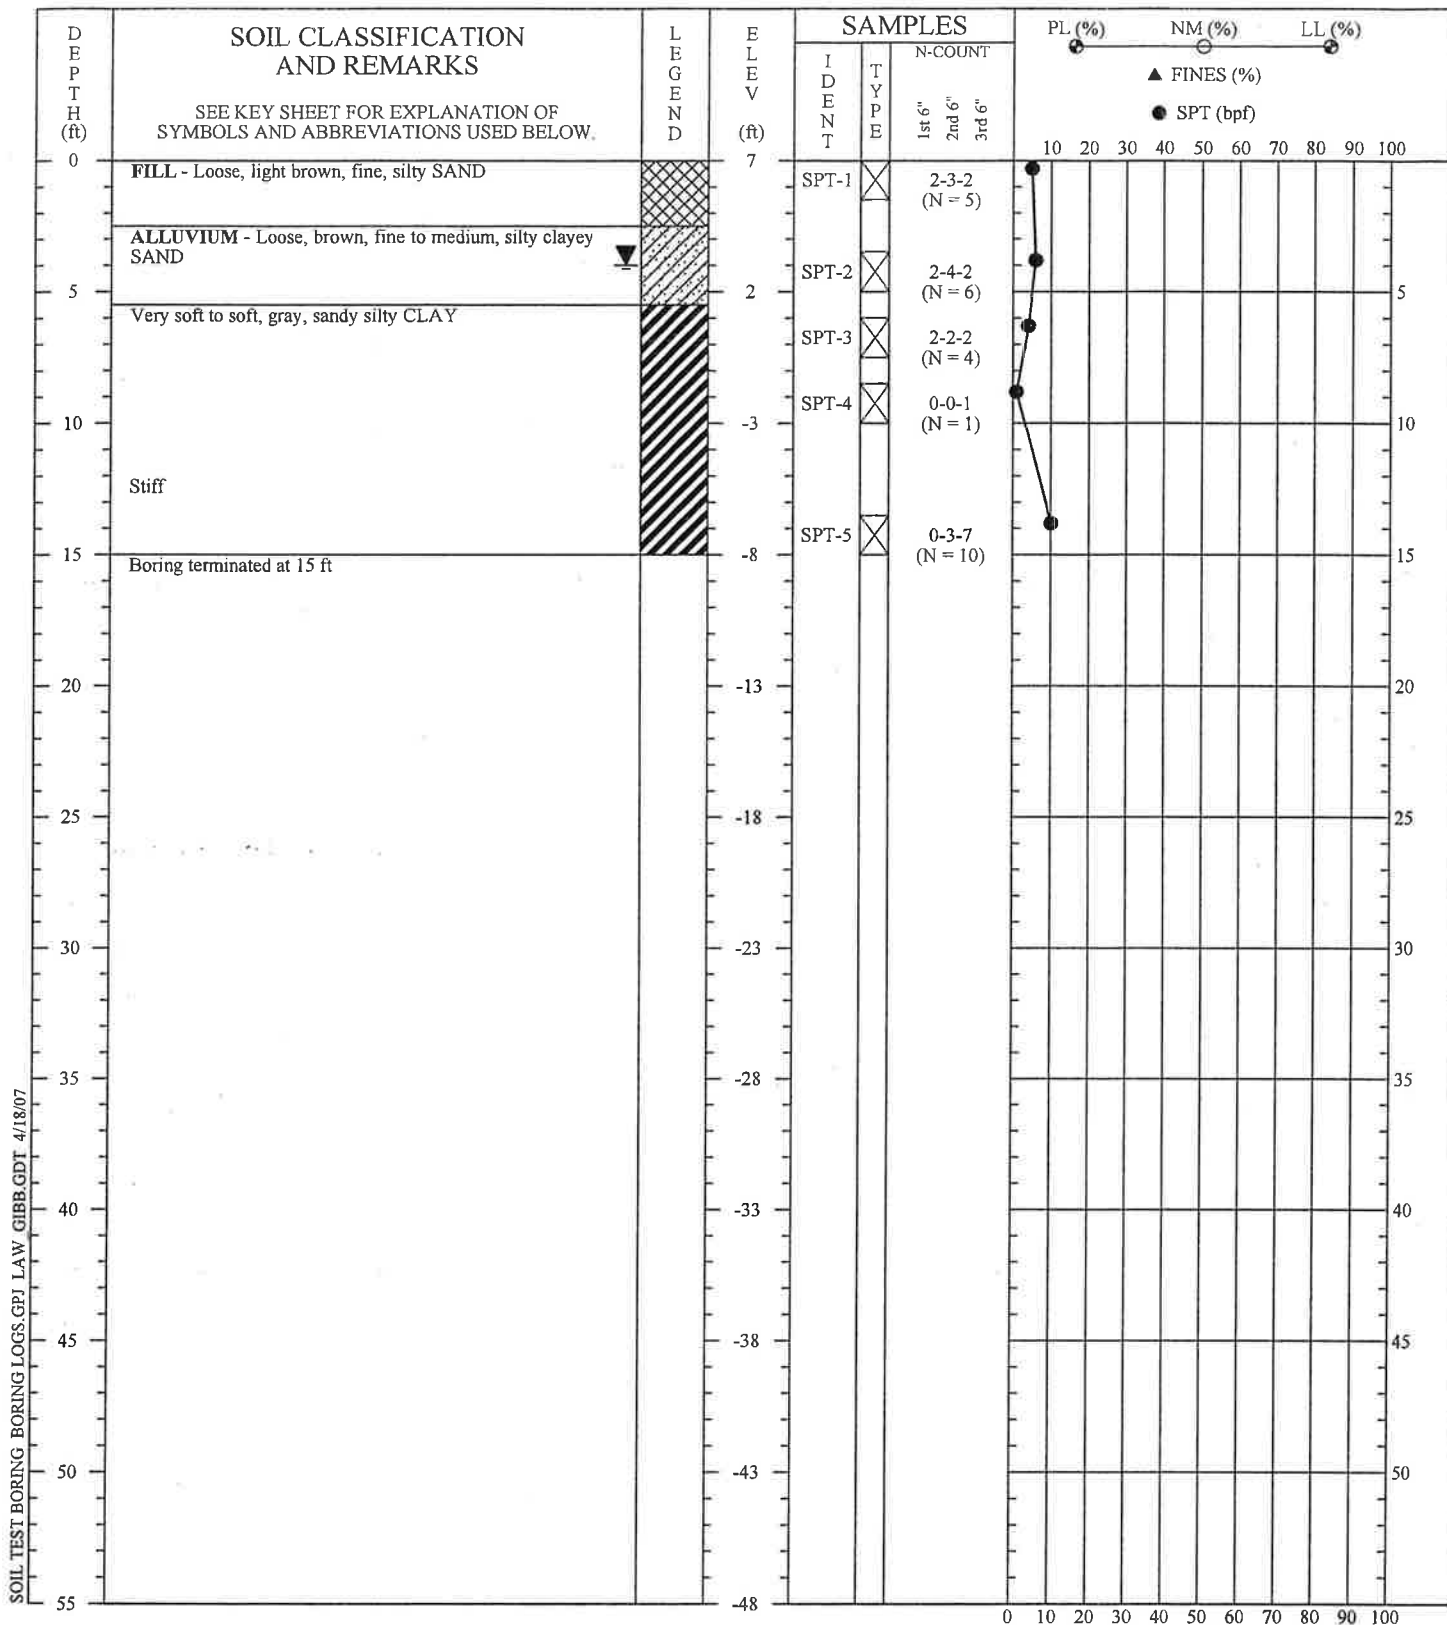 DEPTH (ft)
SOIL CLASSIFICATION
AND REMARKS
SEE KEY SHEET FOR EXPLANATION OF
SYMBOLS AND ABBREVIATIONS USED BELOW.
LEGEND
ELEV (ft)
SAMPLES
IDENT
TYPE
N-COUNT
1st 6"
2nd 6"
3rd 6"
PL (%) NM (%) LL (%)
▲ FINES (%)
● SPT (bpf)
10 20 30 40 50 60 70 80 90 100
0 7
FILL - Loose, light brown, fine, silty SAND
SPT-1 2-3-2
(N = 5)
ALLUVIUM - Loose, brown, fine to medium, silty clayey
SAND
SPT-2 2-4-2
(N = 6)
5 2 5
Very soft to soft, gray, sandy silty CLAY
SPT-3 2-2-2
(N = 4)
SPT-4 0-0-1
(N = 1)
10 -3 10
Stiff
SPT-5 0-3-7
(N = 10)
15 -8 15
Boring terminated at 15 ft
20 -13 20
25 -18 25
30 -23 30
35 -28 35
40 -33 40
45 -38 45
50 -43 50
55 -48
0 10 20 30 40 50 60 70 80 90 100
SOIL TEST BORING BORING LOGS.GPJ LAW_GIBB.GDT 4/18/07